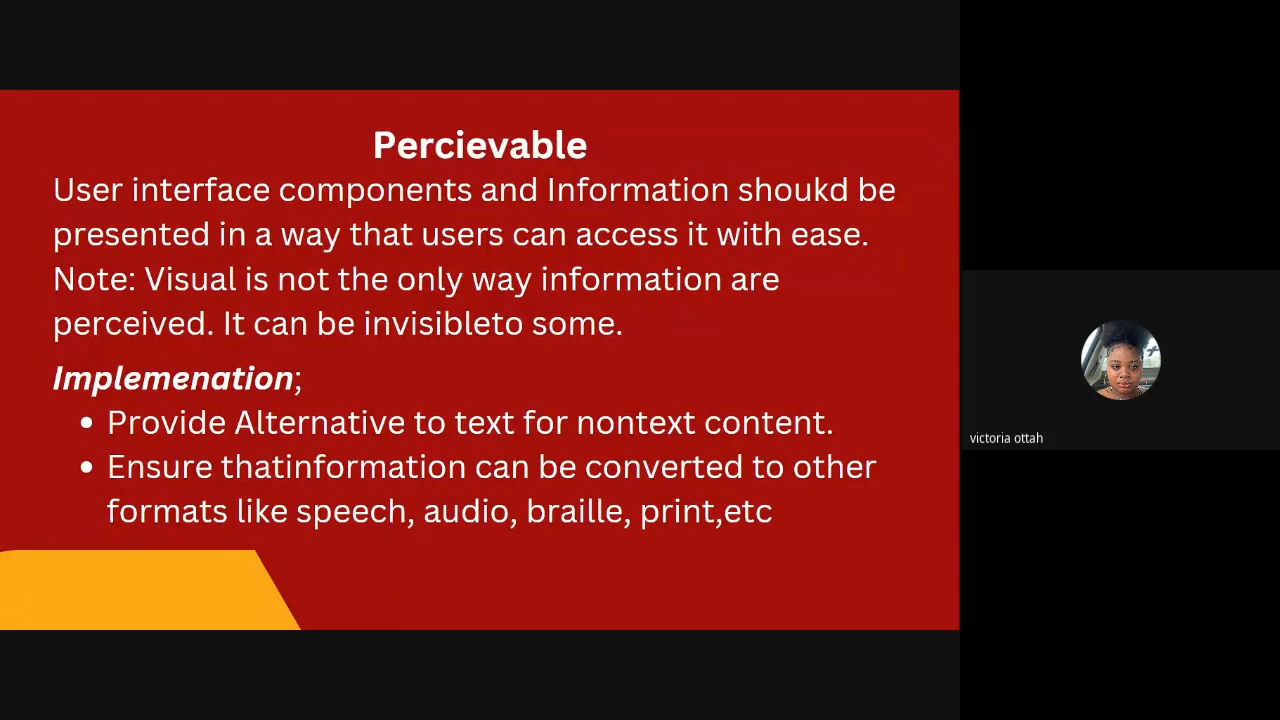 Percievable
User interface components and Information shoukd be
presented in a way that users can access it with ease.
Note: Visual is not the only way information are
perceived. It can be invisibleto some.
Implemenation;
• Provide Alternative to text for nontext content.
• Ensure thatinformation can be converted to other
formats like speech, audio, braille, print,etc
victoria ottah